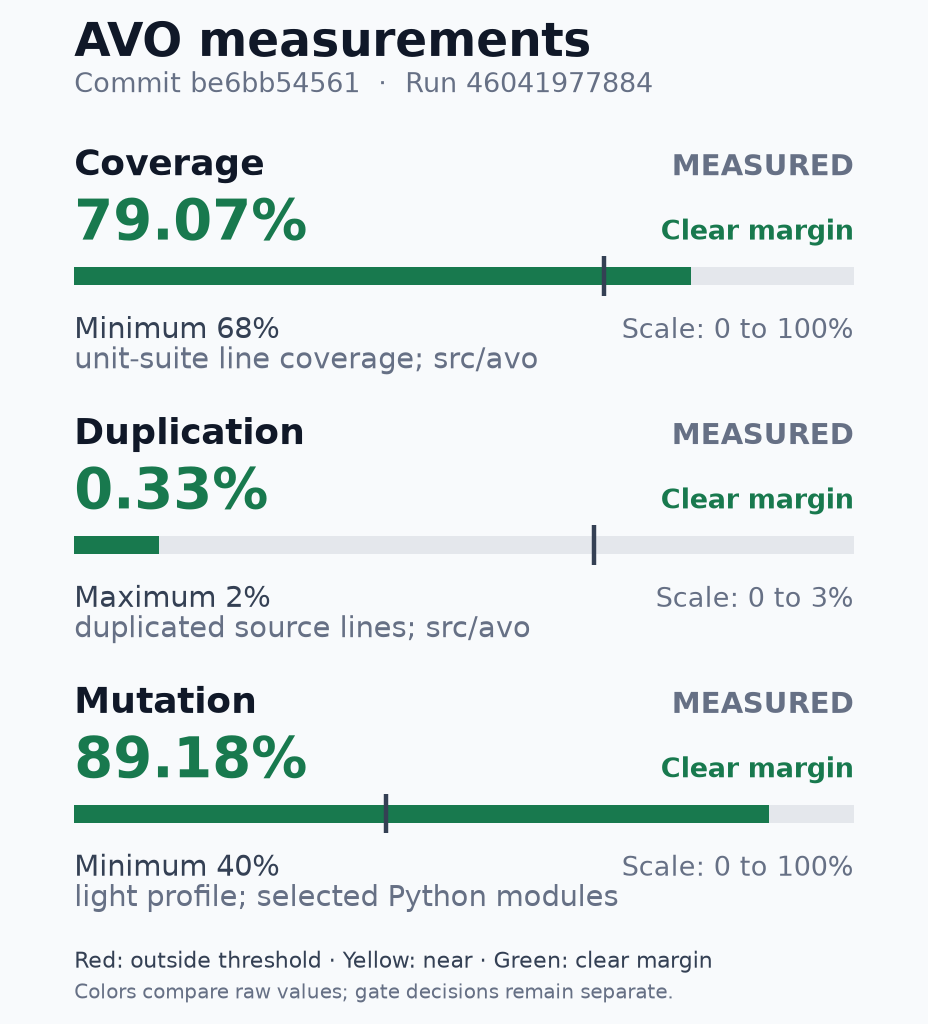 AVO measurements
Commit be6bb54561 · Run 46041977884
Coverage
MEASURED
79.07%
Clear margin
Minimum 68%
Scale: 0 to 100%
unit-suite line coverage; src/avo
Duplication
MEASURED
0.33%
Clear margin
Maximum 2%
Scale: 0 to 3%
duplicated source lines; src/avo
Mutation
MEASURED
89.18%
Clear margin
Minimum 40%
Scale: 0 to 100%
light profile; selected Python modules
Red: outside threshold · Yellow: near · Green: clear margin
Colors compare raw values; gate decisions remain separate.